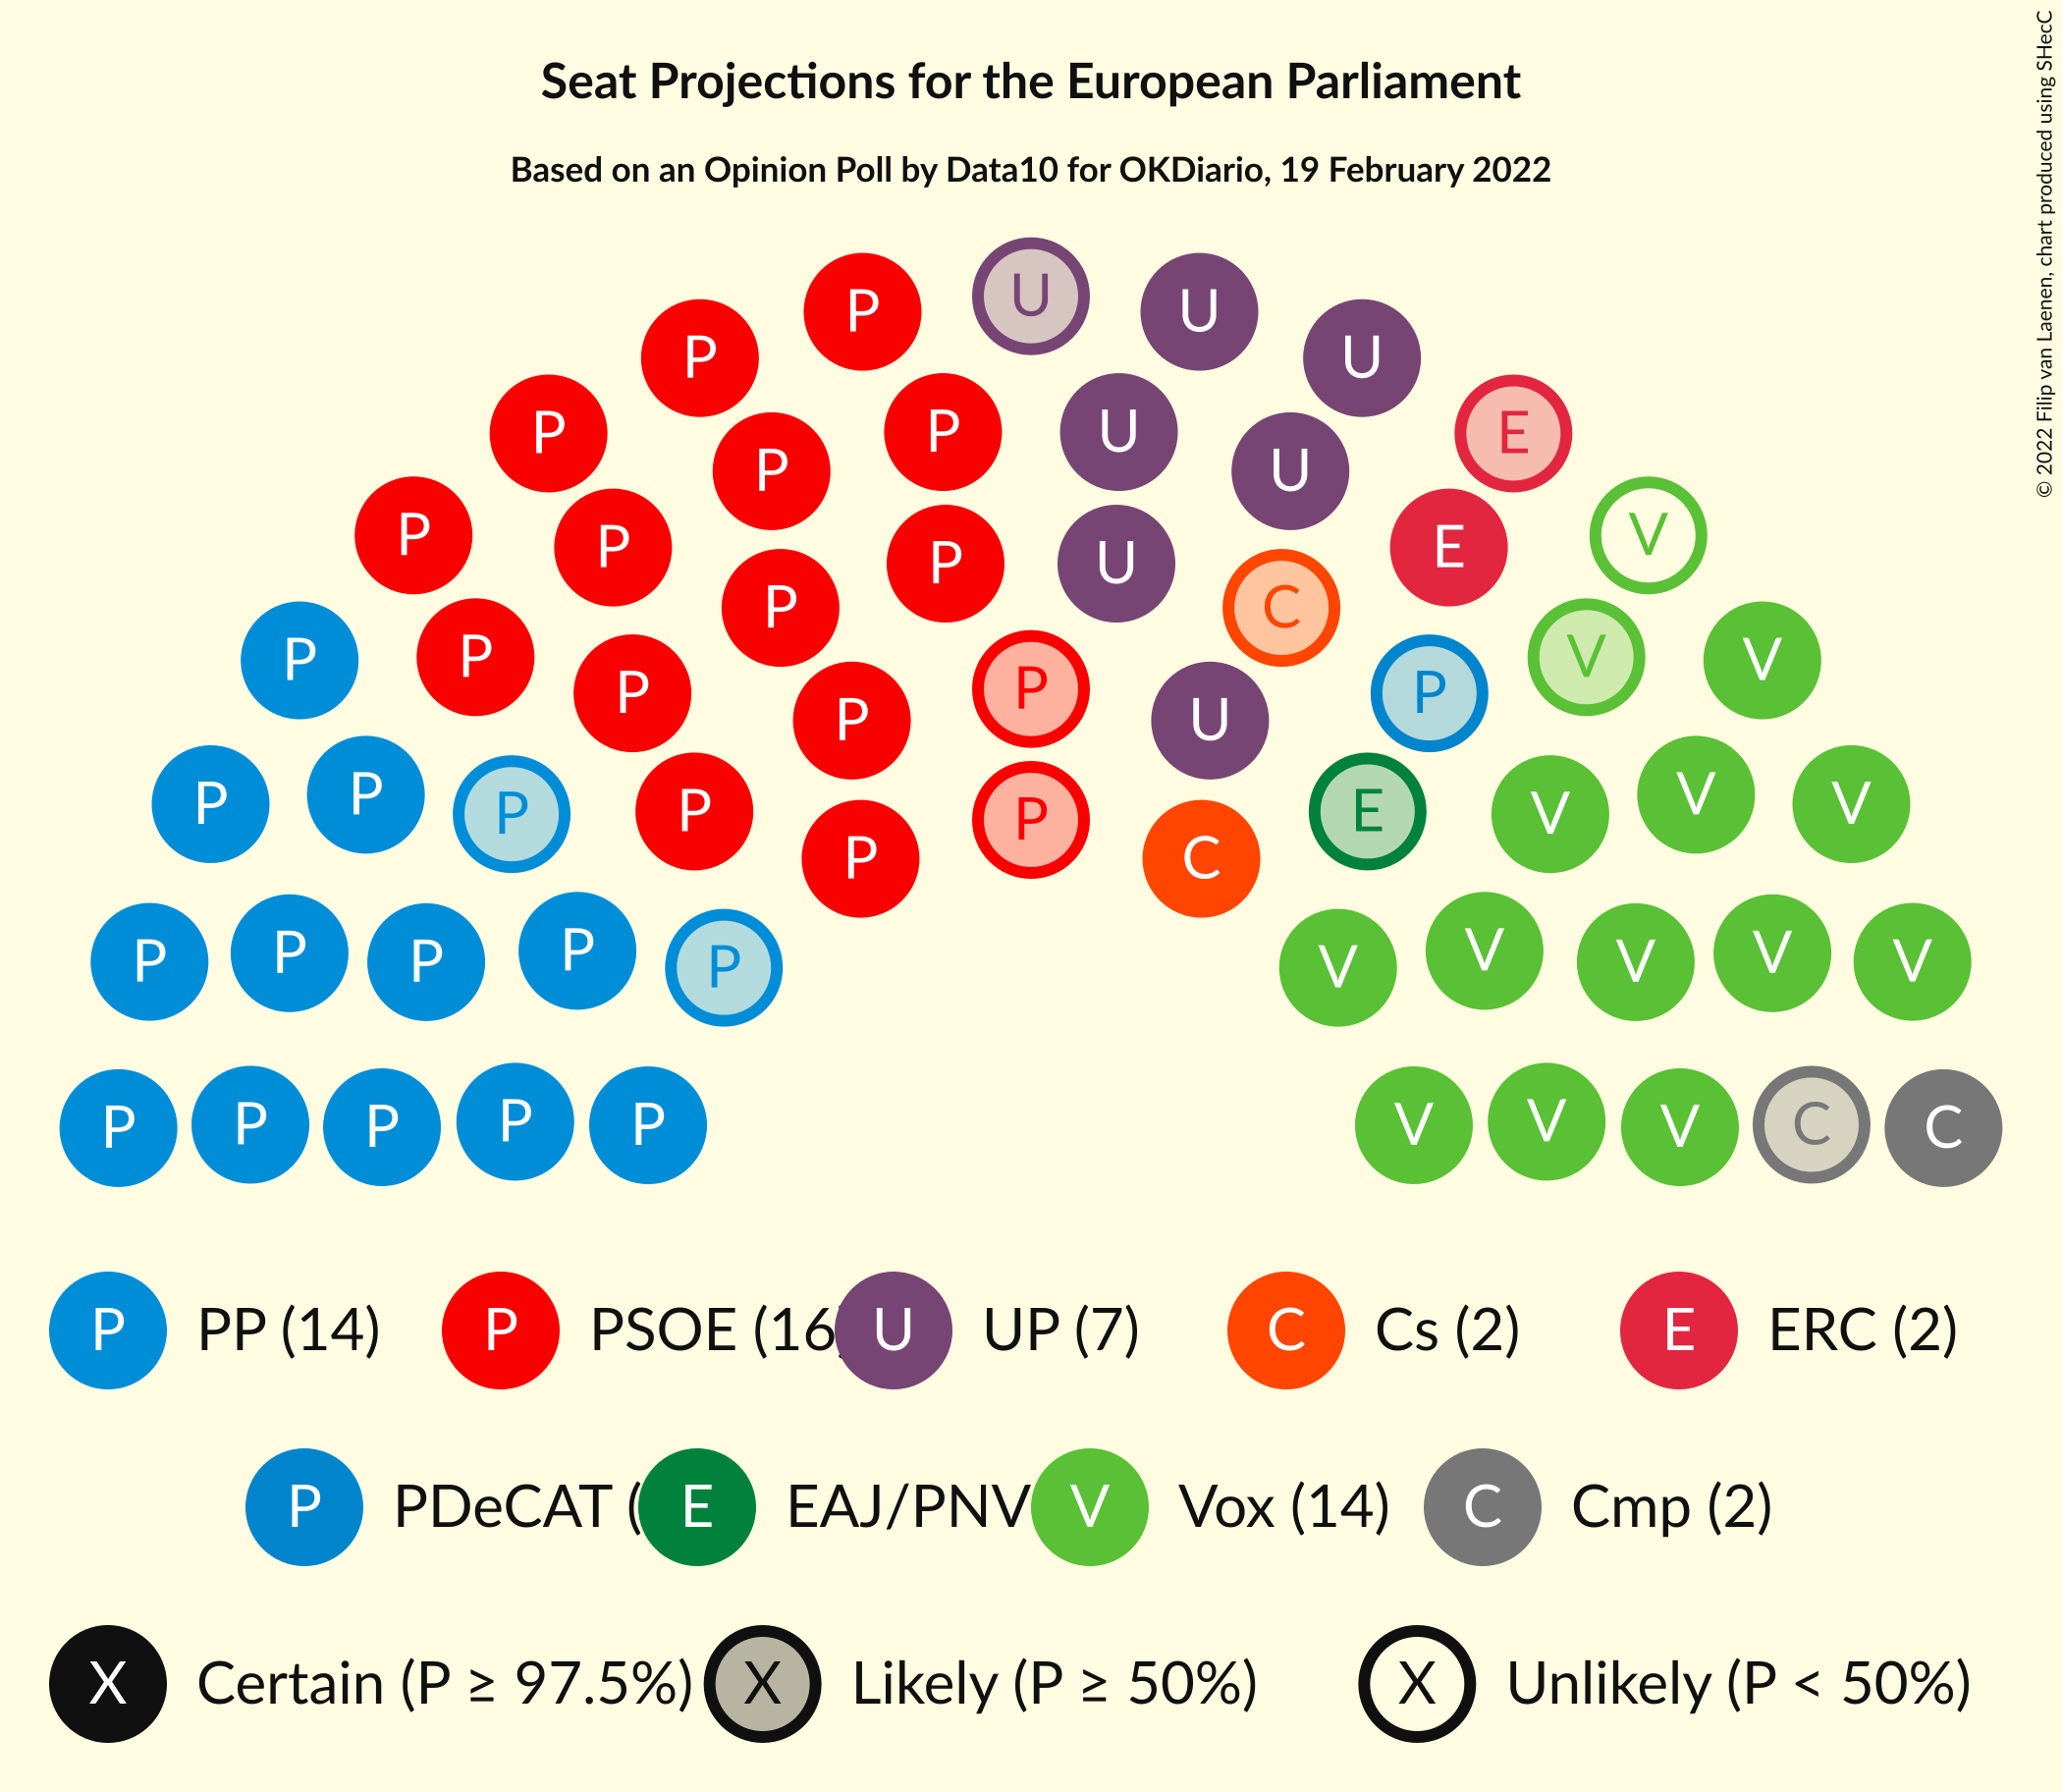 Seat Projections for the European Parliament
Based on an Opinion Poll by Data10 for OKDiario, 19 February 2022
© 2022 Filip van Laenen, chart produced using SHecC
U
P U
P U
P P U E
P U
P P E V
P U
P C
P P V V
P P P
P U
P P P P P E V V V
P C
P P P P P V V V V V
P P P P P V V V C C
P PP (14) P PSOE (16 U UP (7) C Cs (2) E ERC (2)
P PDeCAT ( E EAJ/PNV V Vox (14) C Cmp (2)
X Certain (P ≥ 97.5%) X Likely (P ≥ 50%) X Unlikely (P < 50%)